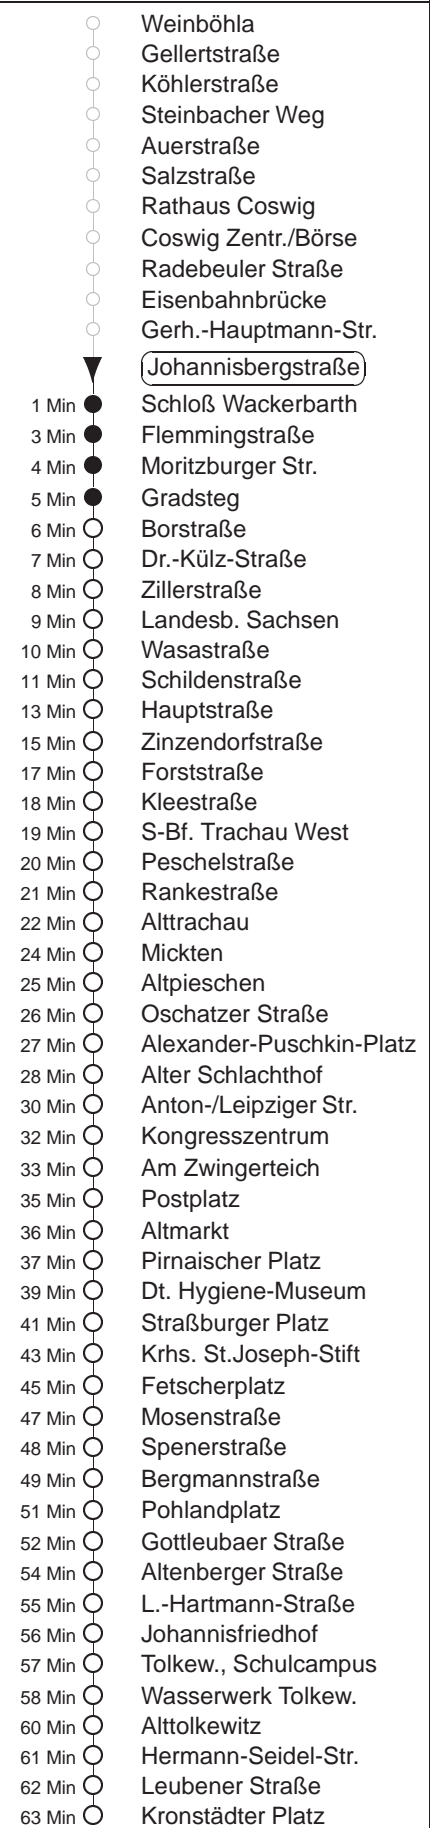 Weinböhla
Gellertstraße
Köhlerstraße
Steinbacher Weg
Auerstraße
Salzstraße
Rathaus Coswig
Coswig Zentr./Börse
Radebeuler Straße
Eisenbahnbrücke
Gerh.-Hauptmann-Str.
Johannisbergstraße
1 Min Schloß Wackerbarth
3 Min Flemmingstraße
4 Min Moritzburger Str.
5 Min Gradsteg
6 Min Borstraße
7 Min Dr.-Külz-Straße
8 Min Zillerstraße
9 Min Landesb. Sachsen
10 Min Wasastraße
11 Min Schildenstraße
13 Min Hauptstraße
15 Min Zinzendorfstraße
17 Min Forststraße
18 Min Kleestraße
19 Min S-Bf. Trachau West
20 Min Peschelstraße
21 Min Rankestraße
22 Min Alttrachau
24 Min Mickten
25 Min Altpieschen
26 Min Oschatzer Straße
27 Min Alexander-Puschkin-Platz
28 Min Alter Schlachthof
30 Min Anton-/Leipziger Str.
32 Min Kongresszentrum
33 Min Am Zwingerteich
35 Min Postplatz
36 Min Altmarkt
37 Min Pirnaischer Platz
39 Min Dt. Hygiene-Museum
41 Min Straßburger Platz
43 Min Krhs. St.Joseph-Stift
45 Min Fetscherplatz
47 Min Mosenstraße
48 Min Spenerstraße
49 Min Bergmannstraße
51 Min Pohlandplatz
52 Min Gottleubaer Straße
54 Min Altenberger Straße
55 Min L.-Hartmann-Straße
56 Min Johannisfriedhof
57 Min Tolkew., Schulcampus
58 Min Wasserwerk Tolkew.
60 Min Alttolkewitz
61 Min Hermann-Seidel-Str.
62 Min Leubener Straße
63 Min Kronstädter Platz